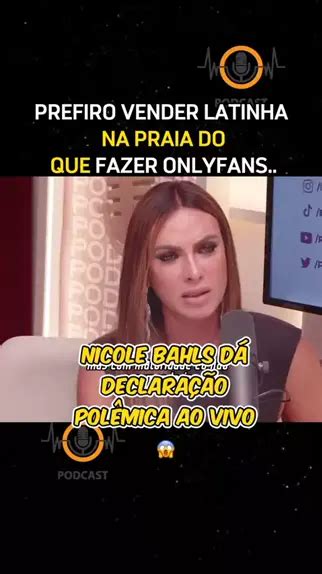 PODCAST
PREFIRO VENDER LATINHA
NA PRAIA DO
QUE FAZER ONLYFANS..
NICOLE BAHLS DÁ
DECLARAÇÃO
POLÊMICA AO VIVO
PODCAST